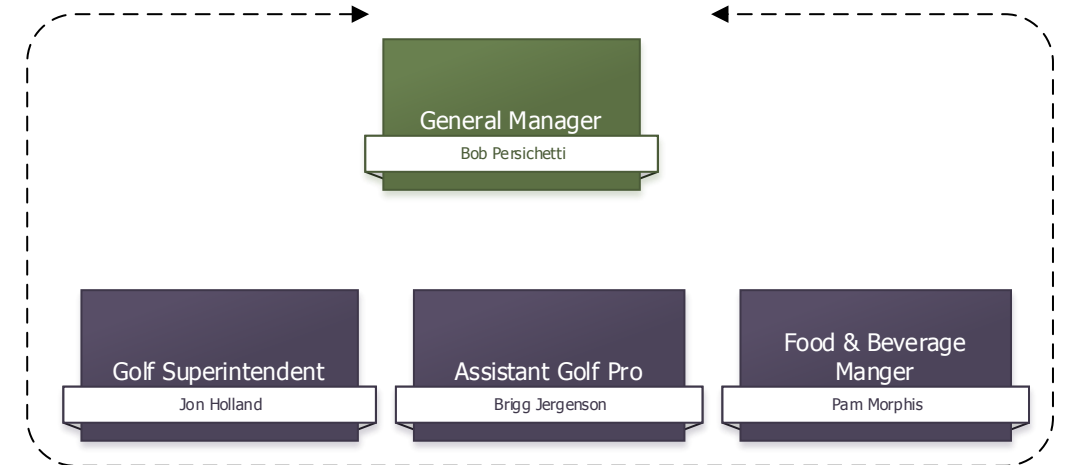 General Manager
Bob Persichetti
Golf Superintendent
Jon Holland
Assistant Golf Pro
Brigg Jergenson
Food & Beverage
Manger
Pam Morphis